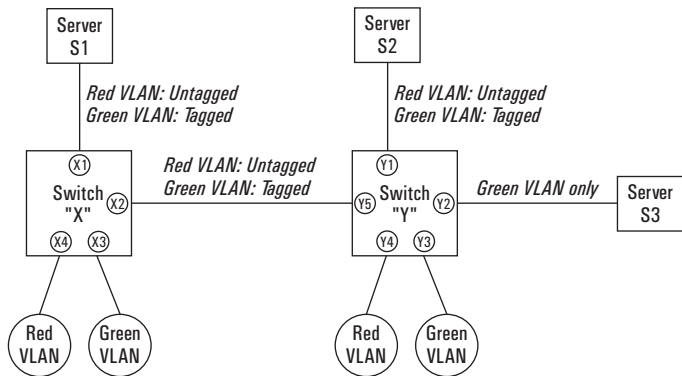 Server
S1
Server
S2
Red VLAN: Untagged
Green VLAN: Tagged
Red VLAN: Untagged
Green VLAN: Tagged
X1
Red VLAN: Untagged
Green VLAN: Tagged
Y1
Switch
"X"
X2
Y5
Switch
"Y"
Y2
Green VLAN only
Server
S3
X4
X3
Y4
Y3
Red
VLAN
Green
VLAN
Red
VLAN
Green
VLAN